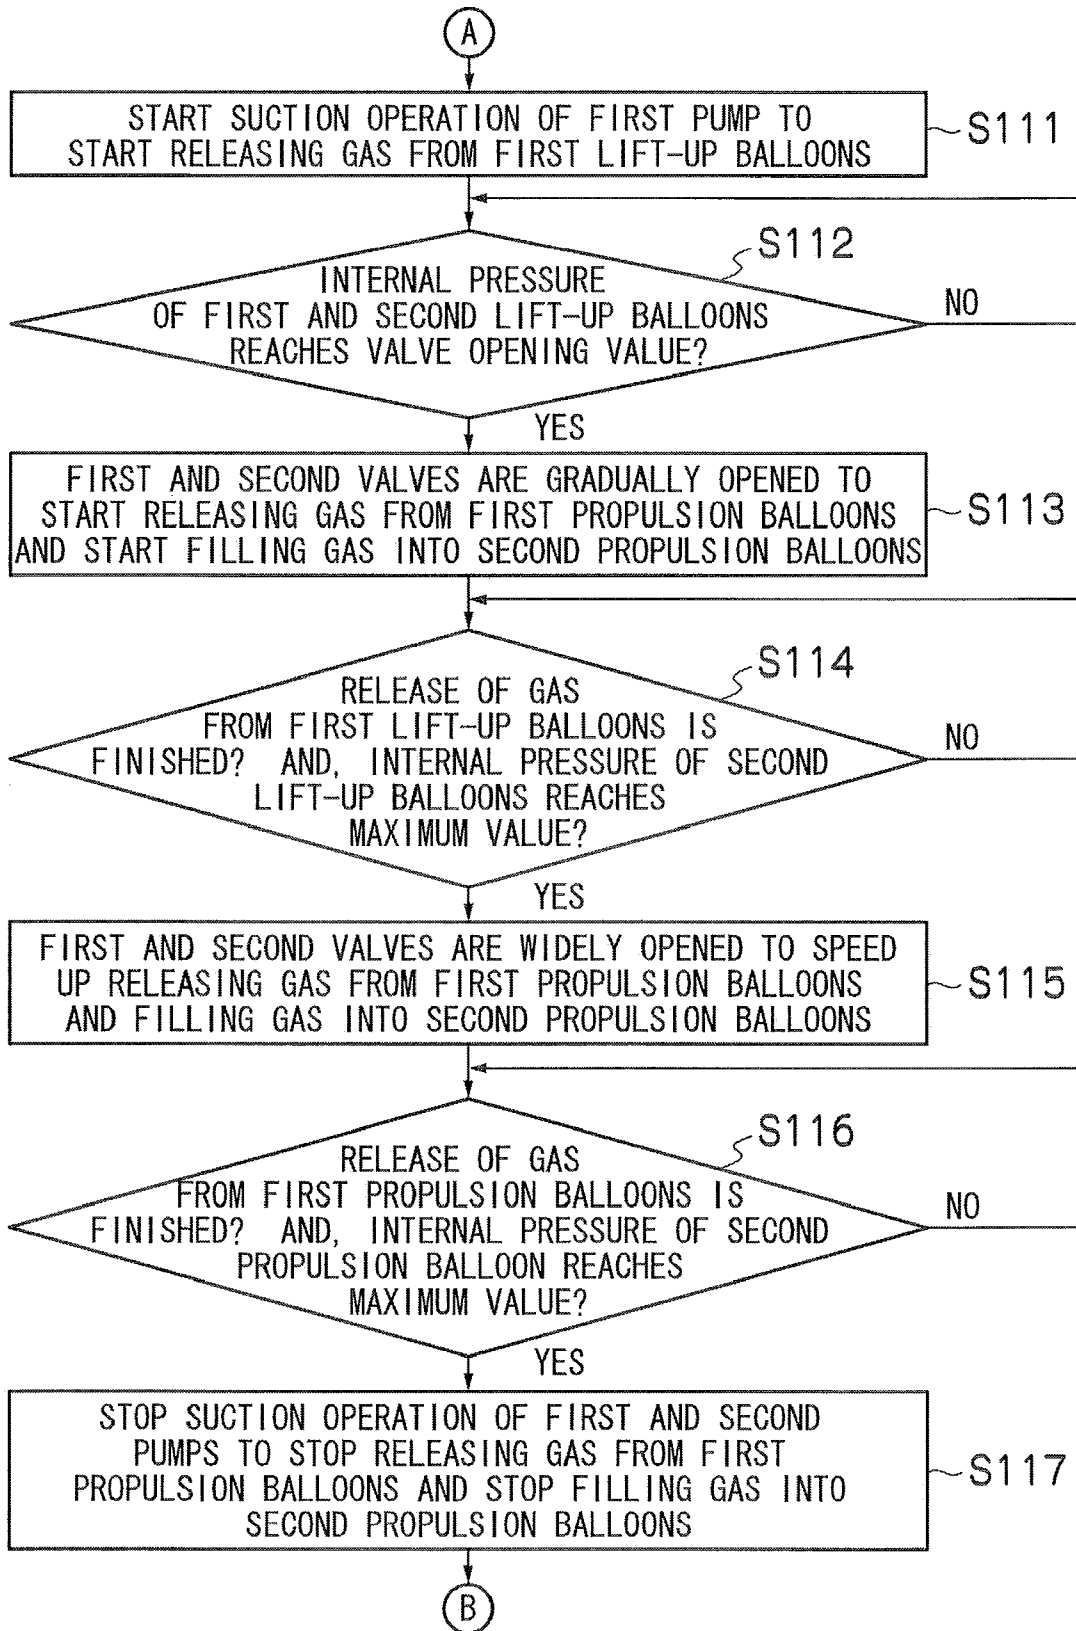 A
START SUCTION OPERATION OF FIRST PUMP TO
START RELEASING GAS FROM FIRST LIFT-UP BALLOONS
S111
S112
INTERNAL PRESSURE
OF FIRST AND SECOND LIFT-UP BALLOONS
REACHES VALVE OPENING VALUE?
NO
YES
FIRST AND SECOND VALVES ARE GRADUALLY OPENED TO
START RELEASING GAS FROM FIRST PROPULSION BALLOONS
AND START FILLING GAS INTO SECOND PROPULSION BALLOONS
S113
S114
RELEASE OF GAS
FROM FIRST LIFT-UP BALLOONS IS
FINISHED? AND, INTERNAL PRESSURE OF SECOND
LIFT-UP BALLOONS REACHES
MAXIMUM VALUE?
NO
YES
FIRST AND SECOND VALVES ARE WIDELY OPENED TO SPEED
UP RELEASING GAS FROM FIRST PROPULSION BALLOONS
AND FILLING GAS INTO SECOND PROPULSION BALLOONS
S115
S116
RELEASE OF GAS
FROM FIRST PROPULSION BALLOONS IS
FINISHED? AND, INTERNAL PRESSURE OF SECOND
PROPULSION BALLOON REACHES
MAXIMUM VALUE?
NO
YES
STOP SUCTION OPERATION OF FIRST AND SECOND
PUMPS TO STOP RELEASING GAS FROM FIRST
PROPULSION BALLOONS AND STOP FILLING GAS INTO
SECOND PROPULSION BALLOONS
S117
B